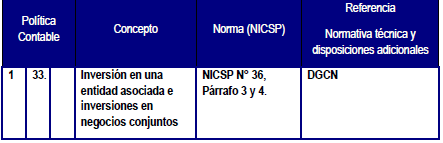 Política
Contable
Concepto
Norma (NICSP)
Referencia
Normativa técnica y
disposiciones adicionales
1
33.
Inversión en una
entidad asociada e
inversiones en
negocios conjuntos
NICSP N° 36,
Párrafo 3 y 4.
DGCN